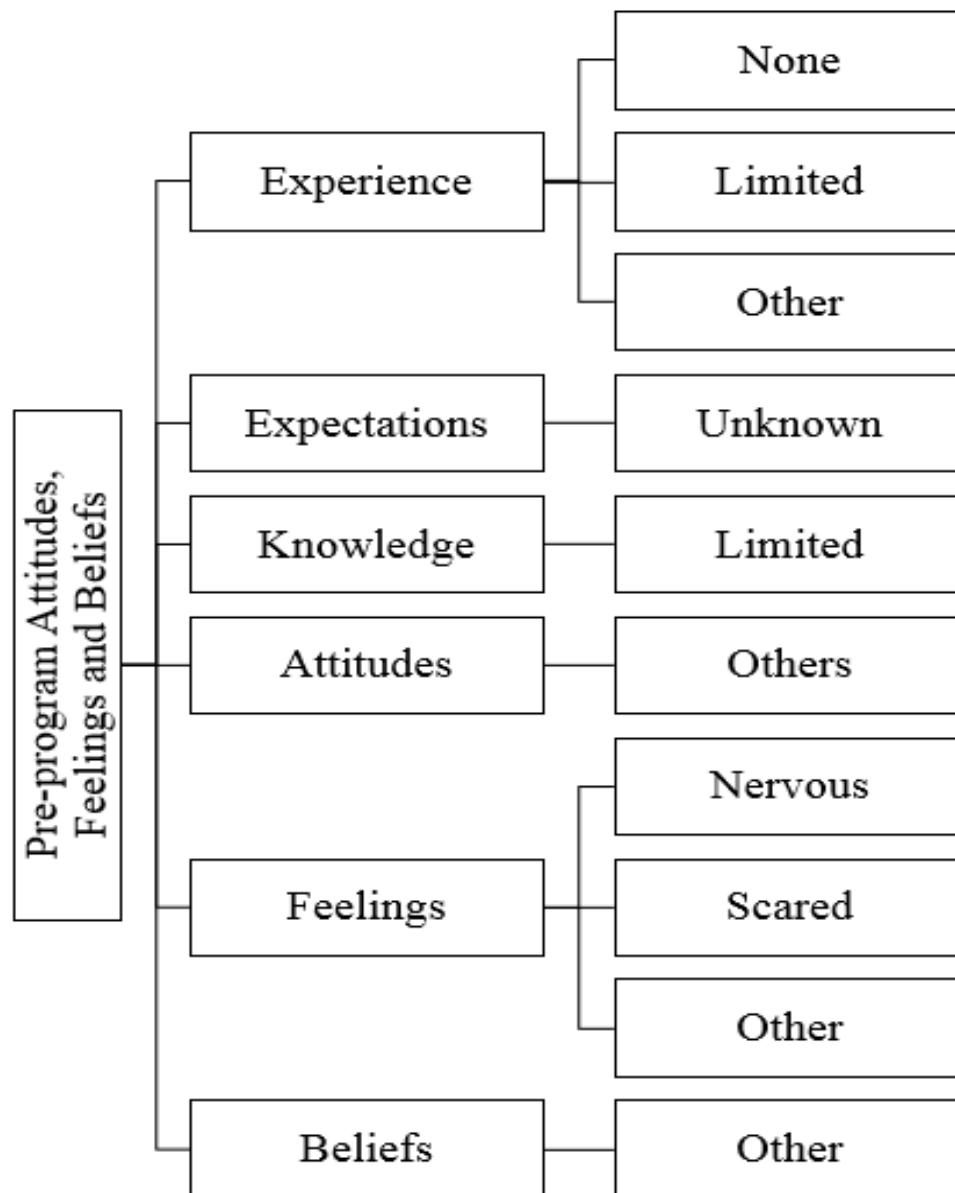 Pre-program Attitudes,
Feelings and Beliefs
Experience
None
Limited
Other
Expectations
Unknown
Knowledge
Limited
Attitudes
Others
Feelings
Nervous
Scared
Other
Beliefs
Other